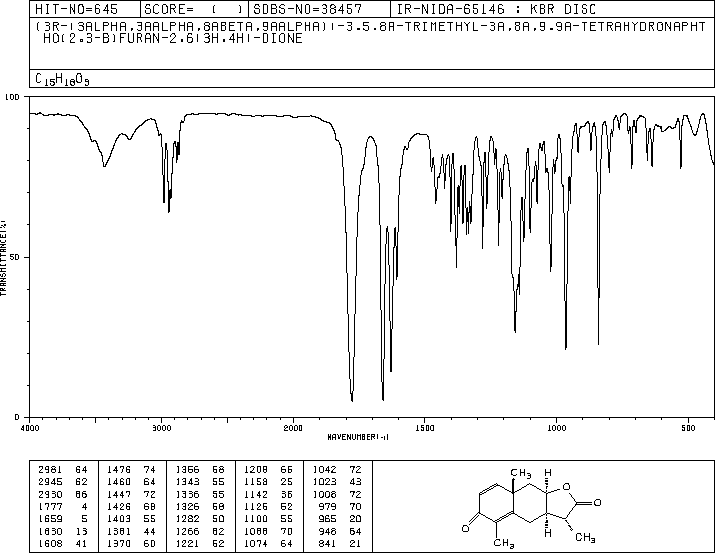 HIT-NO=645 SCORE= ( ) SDBS-NO=38457 IR-NIDA-65146 : KBR DISC
(3R-(3ALPHA,3AALPHA,8ABETA,9AALPHA))-3,5,8A-TRIMETHYL-3A,8A,9,9A-TETRAHYDRONAPHT
HO(2,3-B)FURAN-2,6(3H,4H)-DIONE
C15H18O3
100
50
0
TRANSMITTANCE(%)
4000 3000 2000 1500 1000 500
WAVENUMBER(-1)
2981 64 1476 74 1366 68 1208 66 1042 72
2945 62 1460 64 1343 55 1158 25 1023 43
2930 66 1447 72 1336 55 1142 36 1008 72
1777 4 1426 68 1326 58 1126 52 979 70
1659 5 1403 55 1282 50 1100 55 965 20
1630 13 1381 44 1266 62 1088 70 948 64
1608 41 1370 60 1221 52 1074 64 841 21
CH3 H
O
O
O
CH3 H CH3